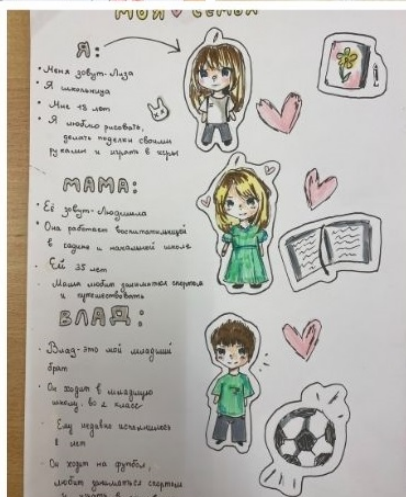 МОЯ СЕМЬЯ
Я:
• Меня зовут - Лиза
• Я школьница
• Мне 13 лет
• Я люблю рисовать,
делать поделки своими
руками и играть в игры
МАМА:
• Её зовут - Людмила
• Она работает воспитательницей
в садике и начальной школе
• Ей 35 лет
Мама любит заниматься спортом
и путешествовать
ВЛАД:
• Влад - это мой младший
брат
• Он ходит в младшую
школу, во 2 класс
• Ему недавно исполнилось
8 лет
• Он ходит на футбол,
любит заниматься спортом
и играть в